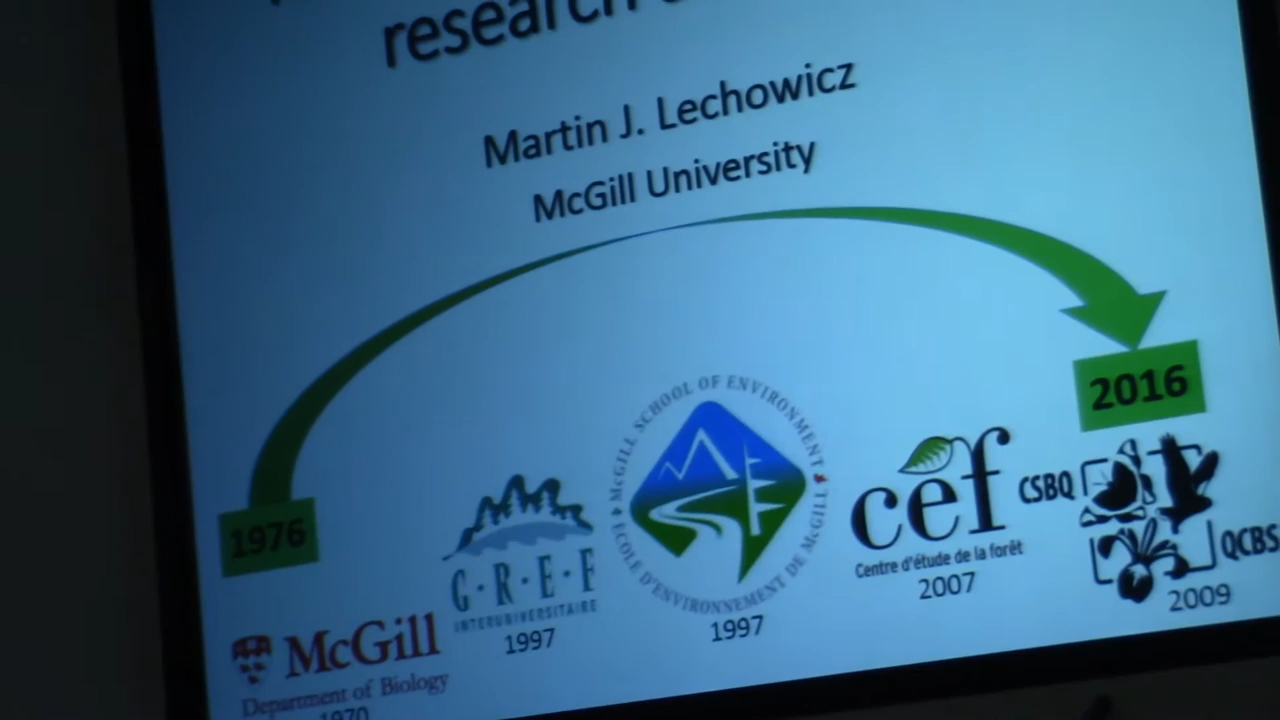 research
Martin J. Lechowicz
McGill University
1976
2016
McGill
Department of Biology
1970
G·R·E·F
INTERUNIVERSITAIRE
1997
McGILL SCHOOL OF ENVIRONMENT
ÉCOLE D'ENVIRONNEMENT DE McGILL
1997
cef
Centre d'étude de la forêt
2007
CSBQ
QCBS
2009